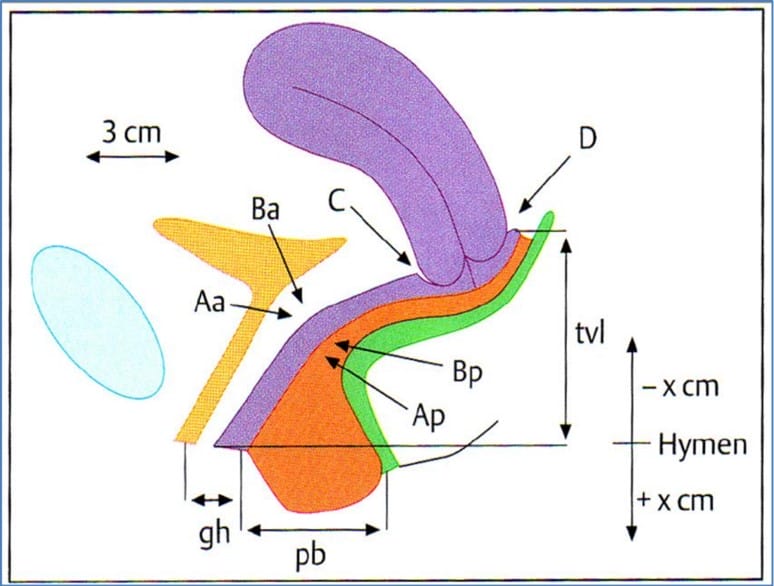 3 cm
D
C
Ba
Aa
tvl
Bp
– x cm
Ap
Hymen
+ x cm
gh
pb